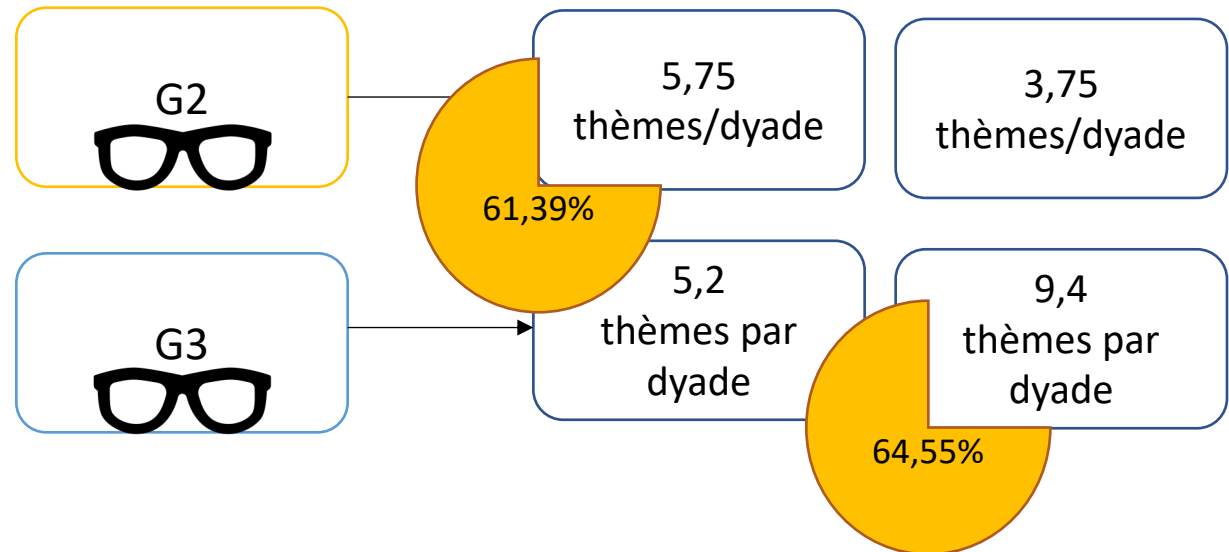 G2
5,75
thèmes/dyade
3,75
thèmes/dyade
61,39%
G3
5,2
thèmes par
dyade
9,4
thèmes par
dyade
64,55%